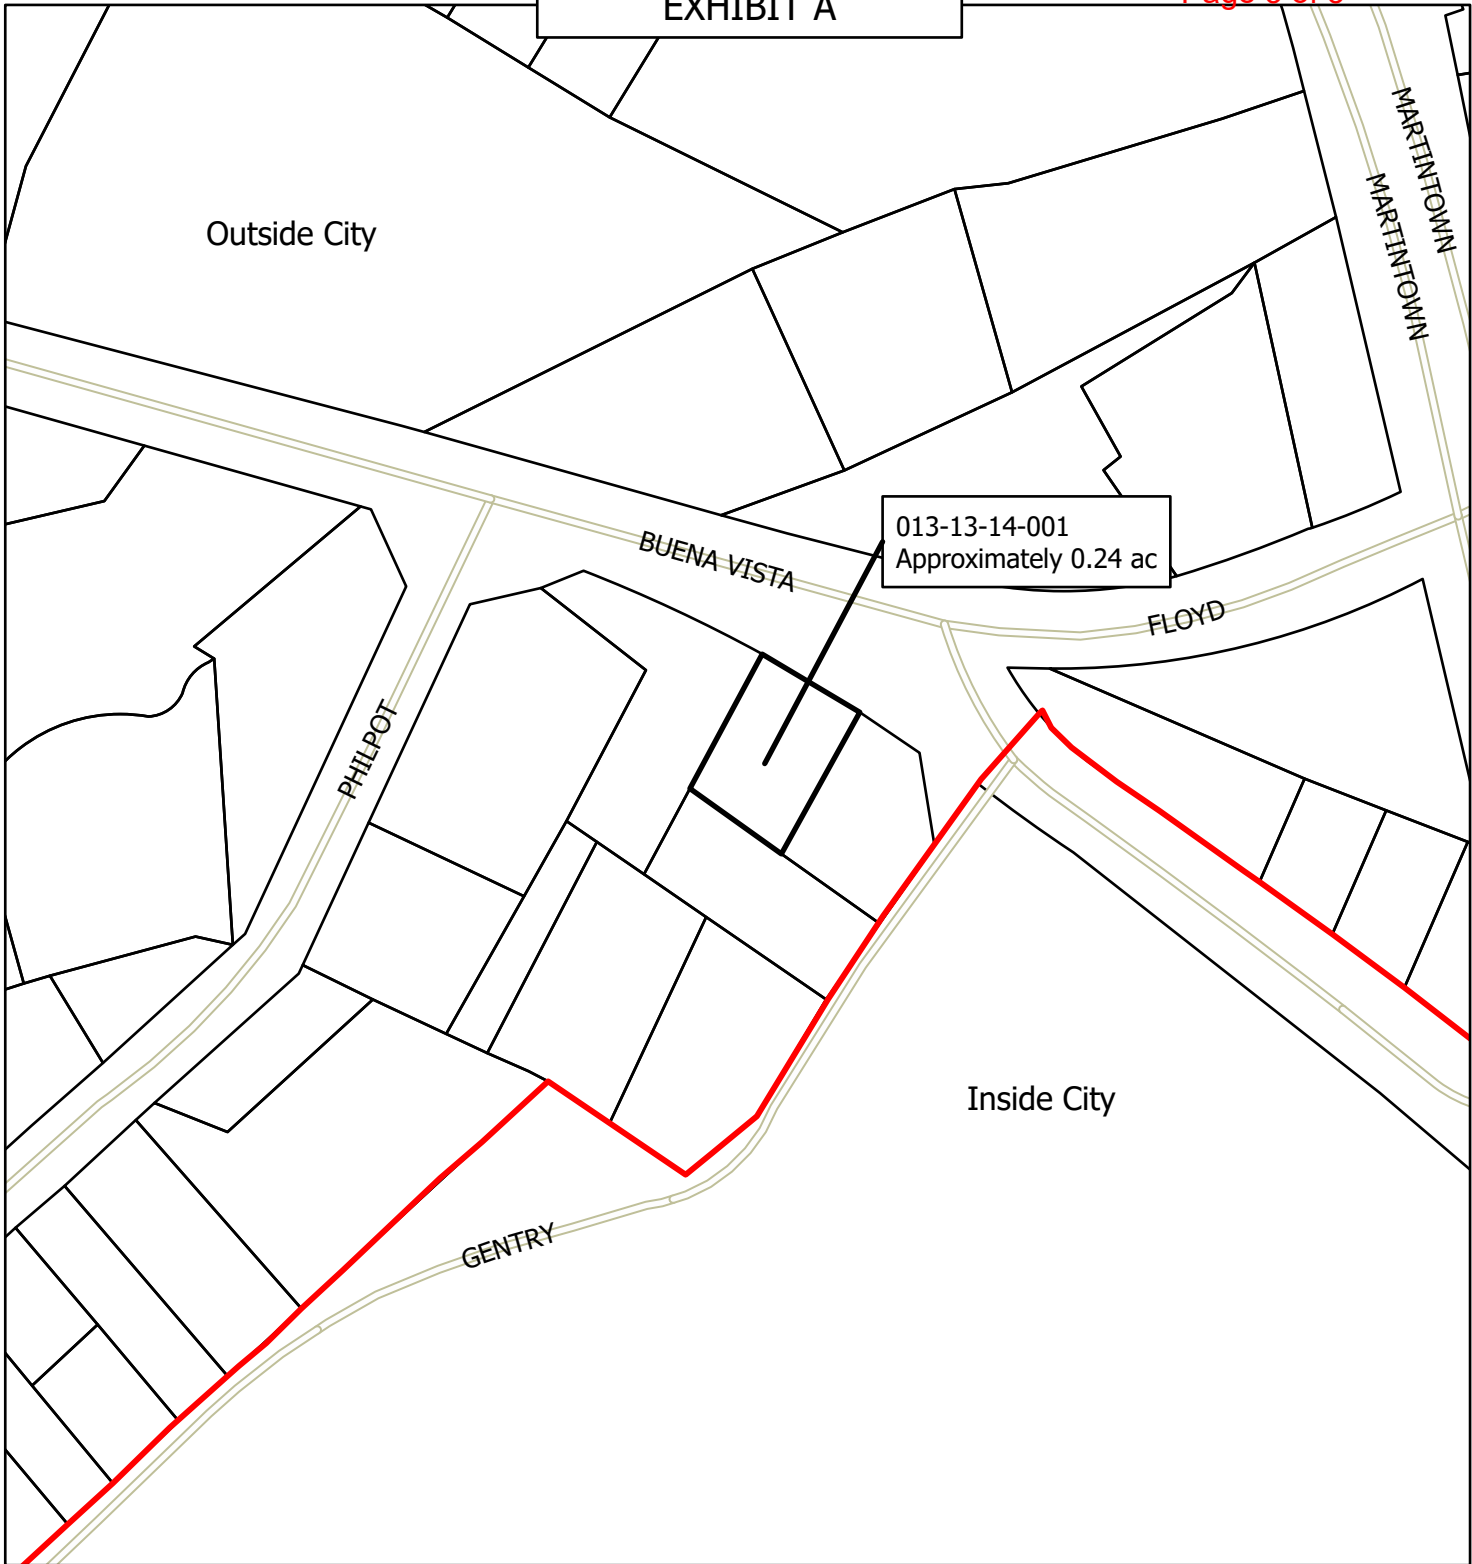 EXHIBIT A
MARTINTOWN
MARTINTOWN
Outside City
013-13-14-001
Approximately 0.24 ac
BUENA VISTA
FLOYD
PHILPOT
Inside City
GENTRY